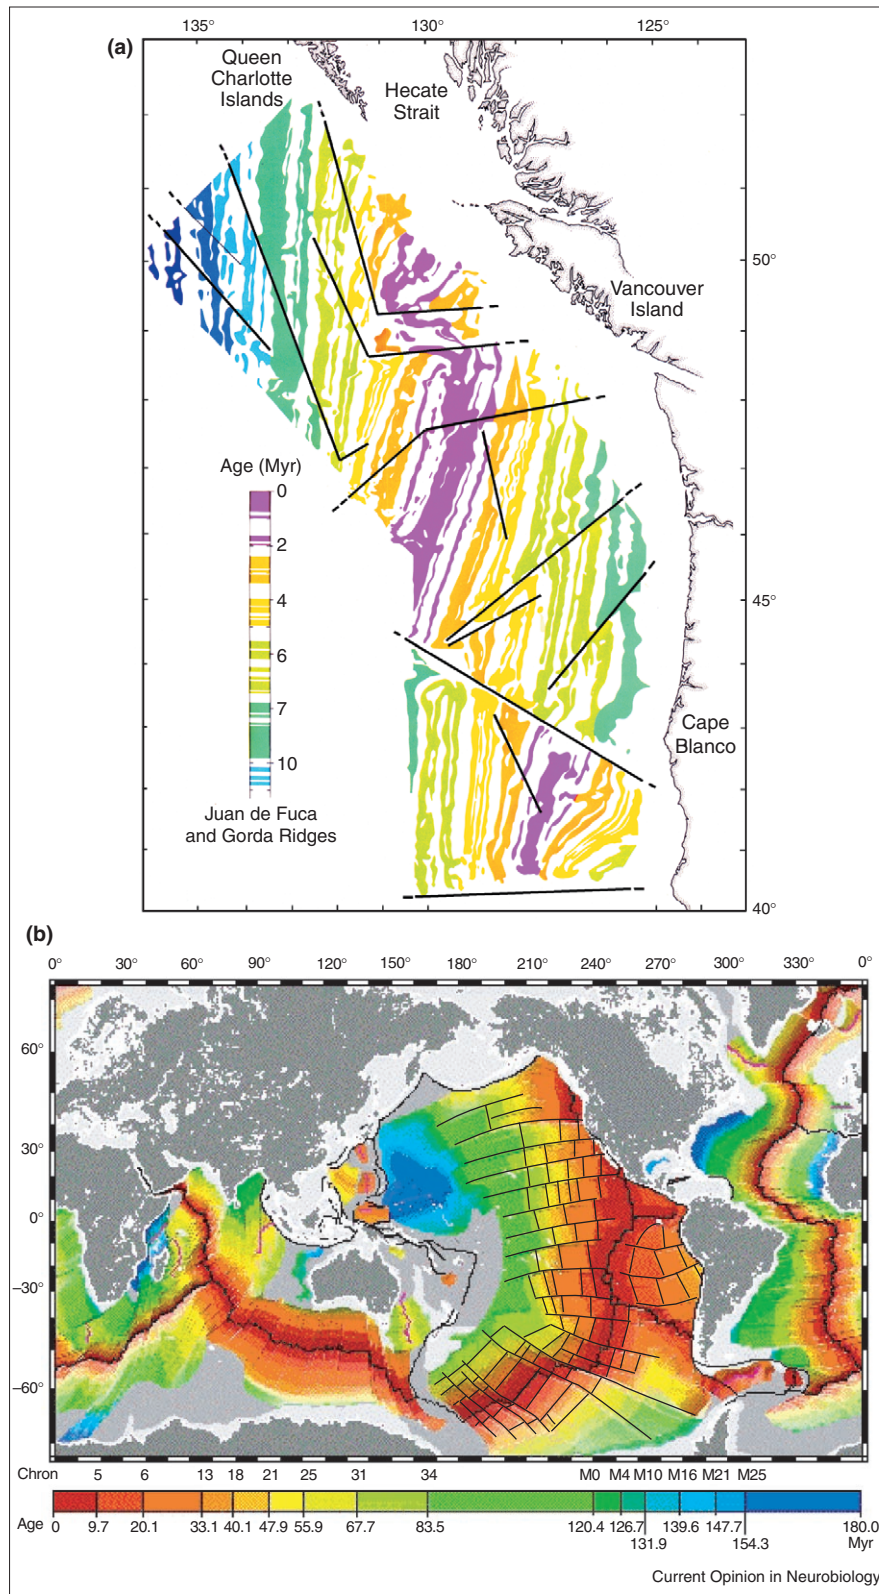 135°
130°
125°
(a)
Queen
Charlotte
Islands
Hecate
Strait
50°
Vancouver
Island
Age (Myr)
0
2
4
6
7
10
45°
Cape
Blanco
Juan de Fuca
and Gorda Ridges
40°
(b)
0° 30° 60° 90° 120° 150° 180° 210° 240° 270° 300° 330° 0°
60°
30°
0°
–30°
–60°
Chron 5 6 13 18 21 25 31 34 M0 M4 M10 M16 M21 M25
Age 0 9.7 20.1 33.1 40.1 47.9 55.9 67.7 83.5 120.4 126.7 139.6 147.7 180.0
131.9 154.3 Myr
Current Opinion in Neurobiology